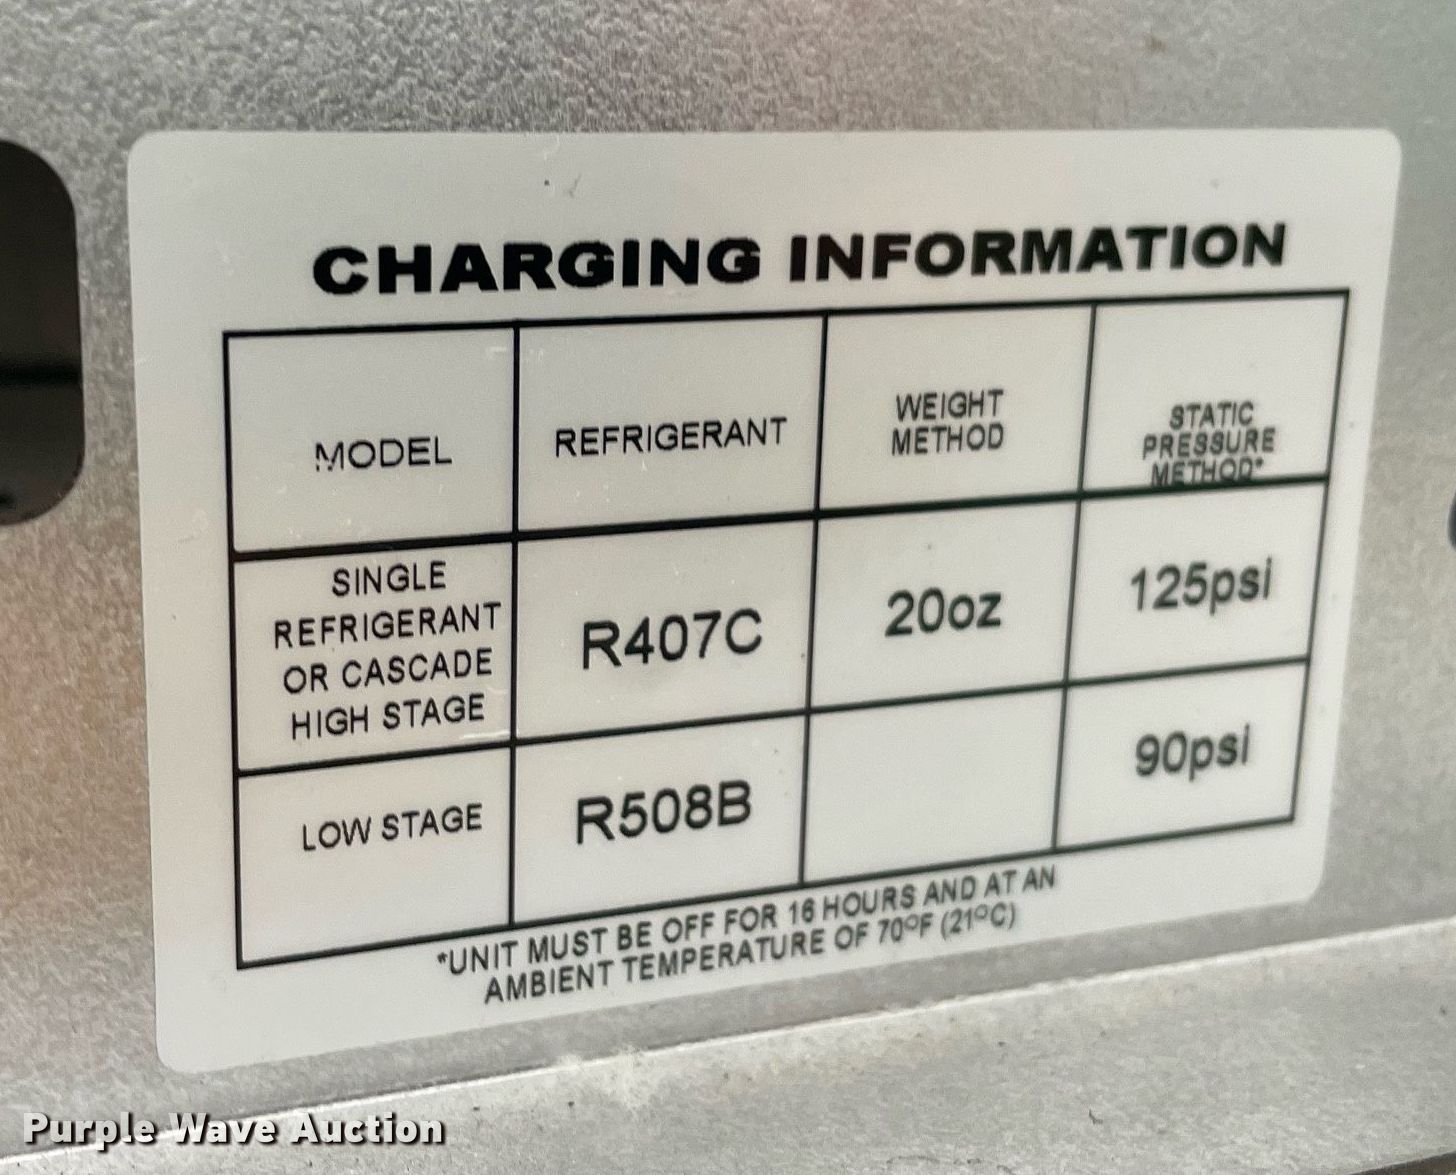 CHARGING INFORMATION
MODEL
REFRIGERANT
WEIGHT
METHOD
STATIC
PRESSURE
METHOD*
SINGLE
REFRIGERANT
OR CASCADE
HIGH STAGE
R407C
20oz
125psi
LOW STAGE
R508B
90psi
*UNIT MUST BE OFF FOR 16 HOURS AND AT AN
AMBIENT TEMPERATURE OF 70ºF (21ºC)
Purple Wave Auction